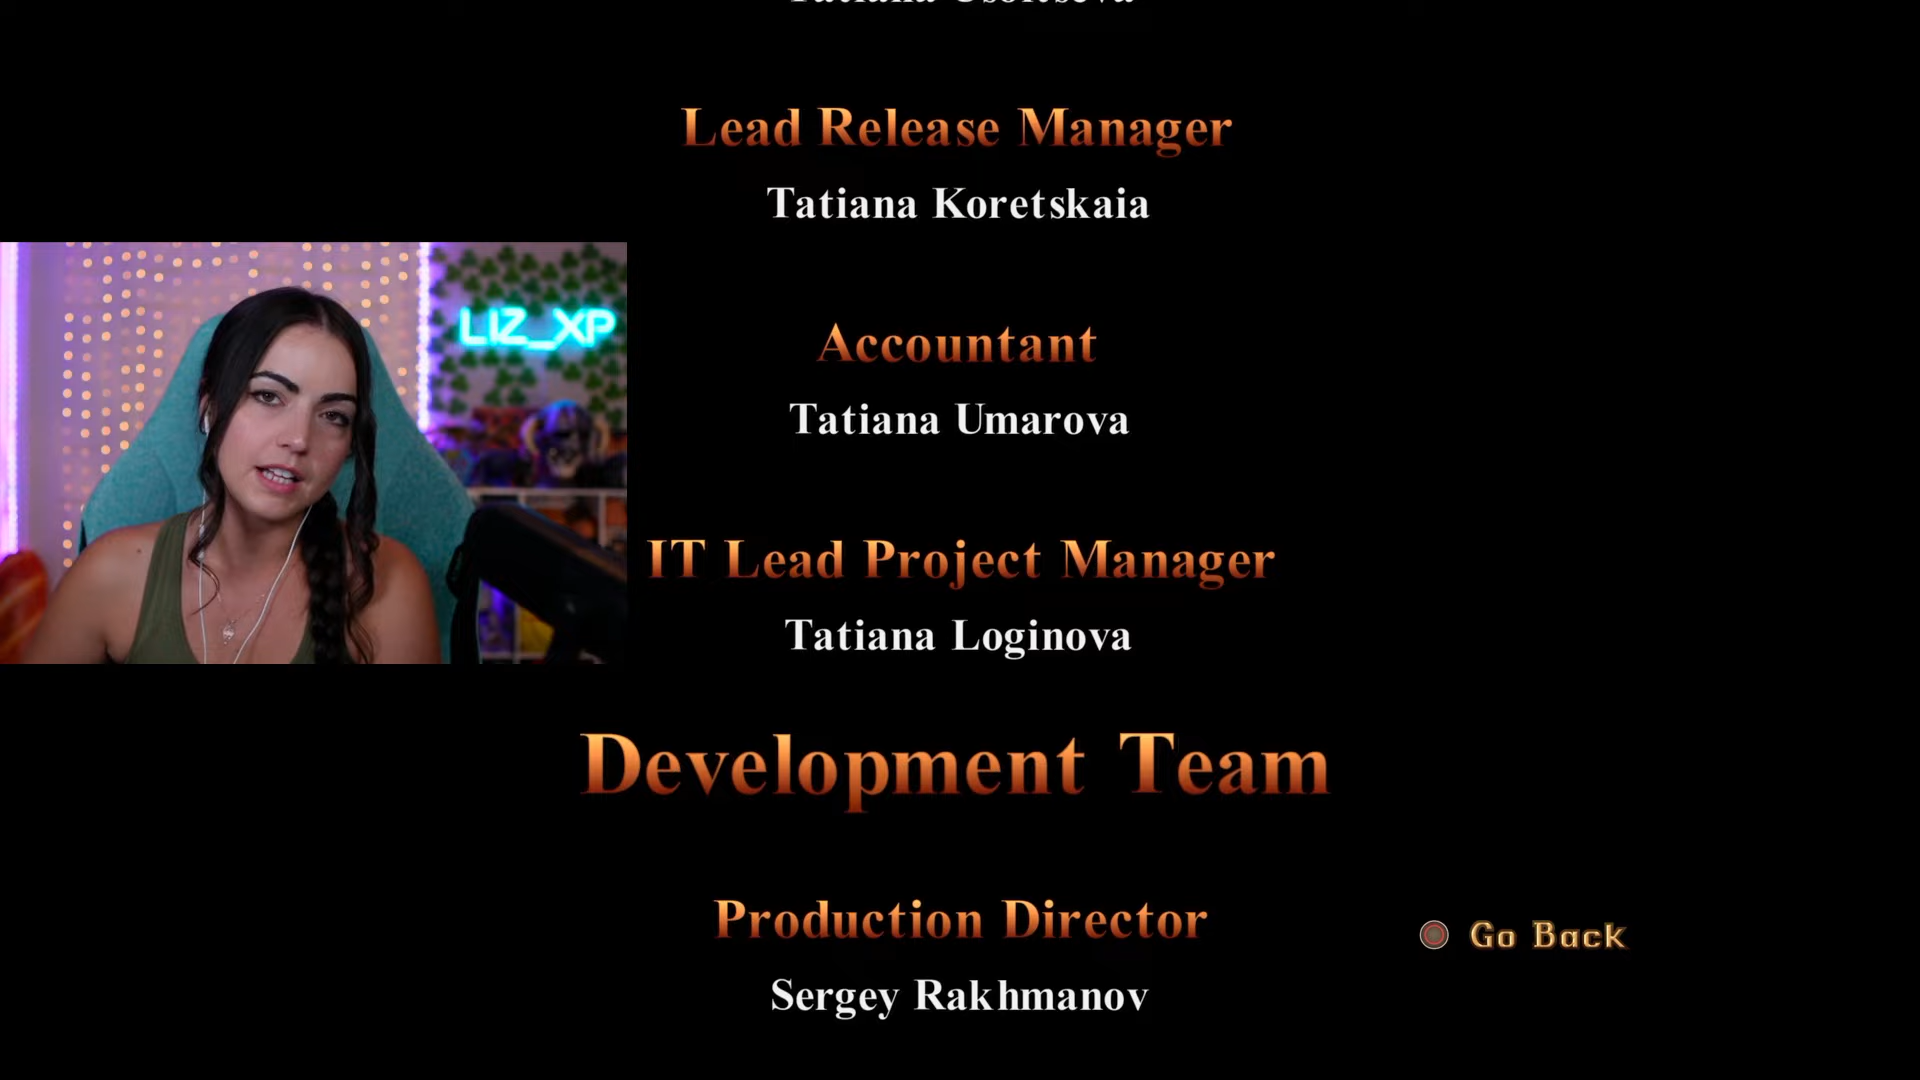 Lead Release Manager
Tatiana Koretskaia
LIZ_XP
Accountant
Tatiana Umarova
IT Lead Project Manager
Tatiana Loginova
Development Team
Production Director
Go Back
Sergey Rakhmanov